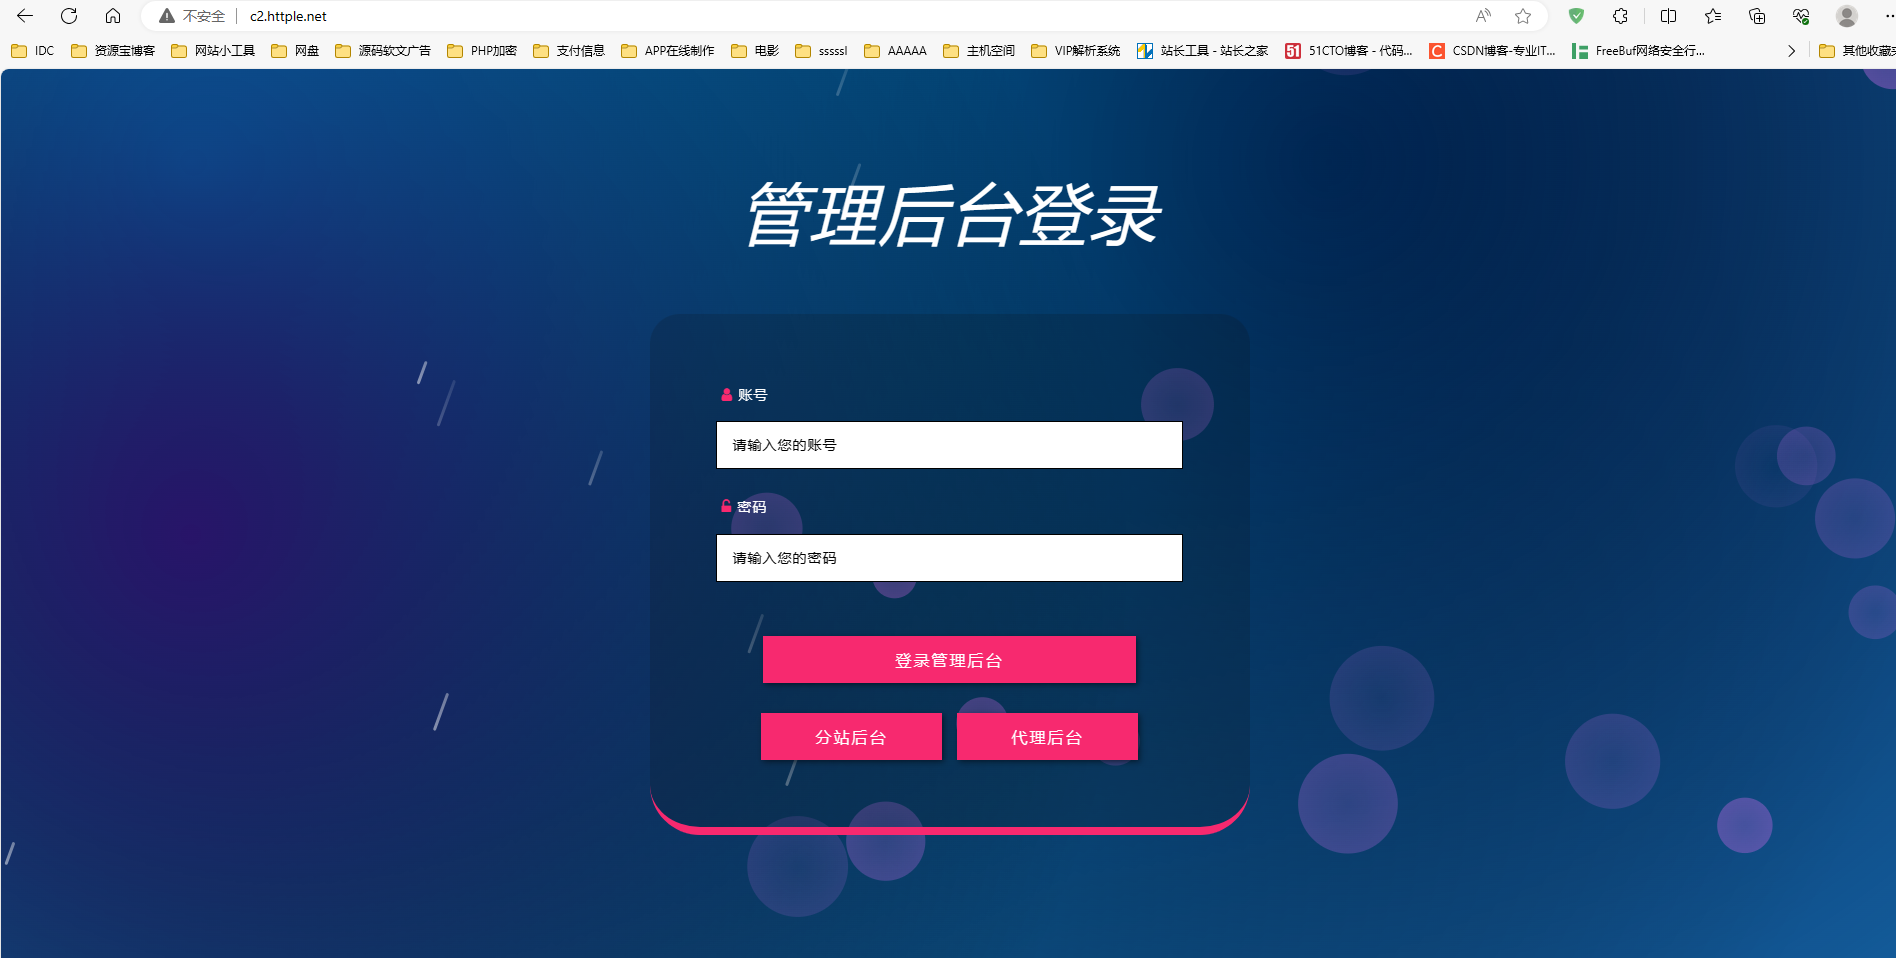 不安全 c2.httple.net
IDC 资源宝博客 网站小工具 网盘 源码软文广告 PHP加密 支付信息 APP在线制作 电影 sssssl AAAAA 主机空间 VIP解析系统 站长工具 - 站长之家 51CTO博客 - 代码... CSDN博客-专业IT... FreeBuf网络安全行... 其他收藏
管理后台登录
账号
请输入您的账号
密码
请输入您的密码
登录管理后台
分站后台 代理后台